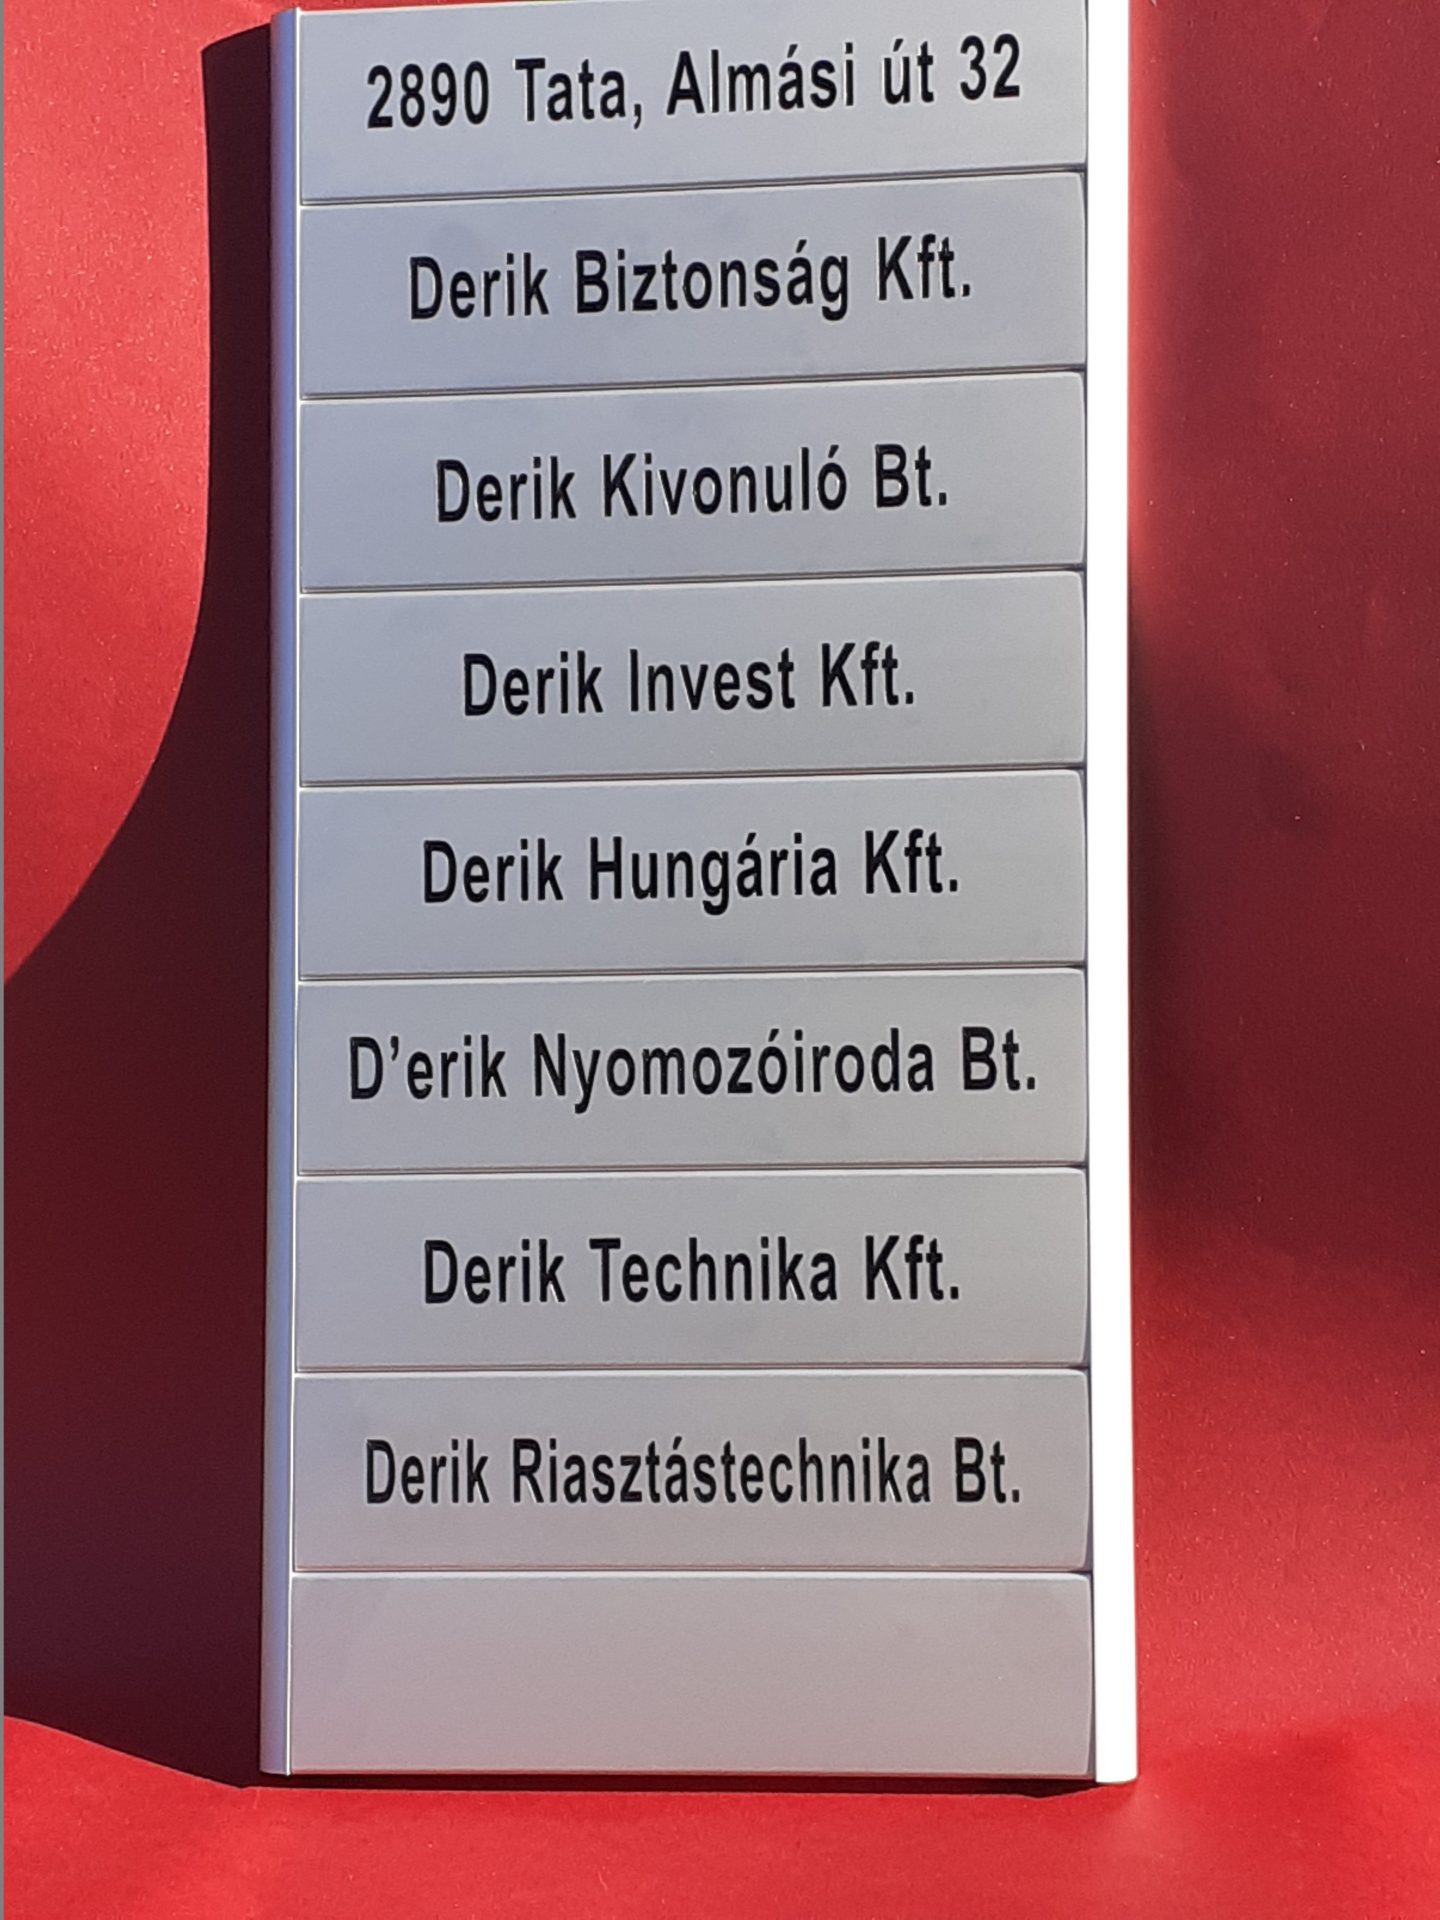 2890 Tata, Almási út 32
Derik Biztonság Kft.
Derik Kivonuló Bt.
Derik Invest Kft.
Derik Hungária Kft.
D’erik Nyomozóiroda Bt.
Derik Technika Kft.
Derik Riasztástechnika Bt.